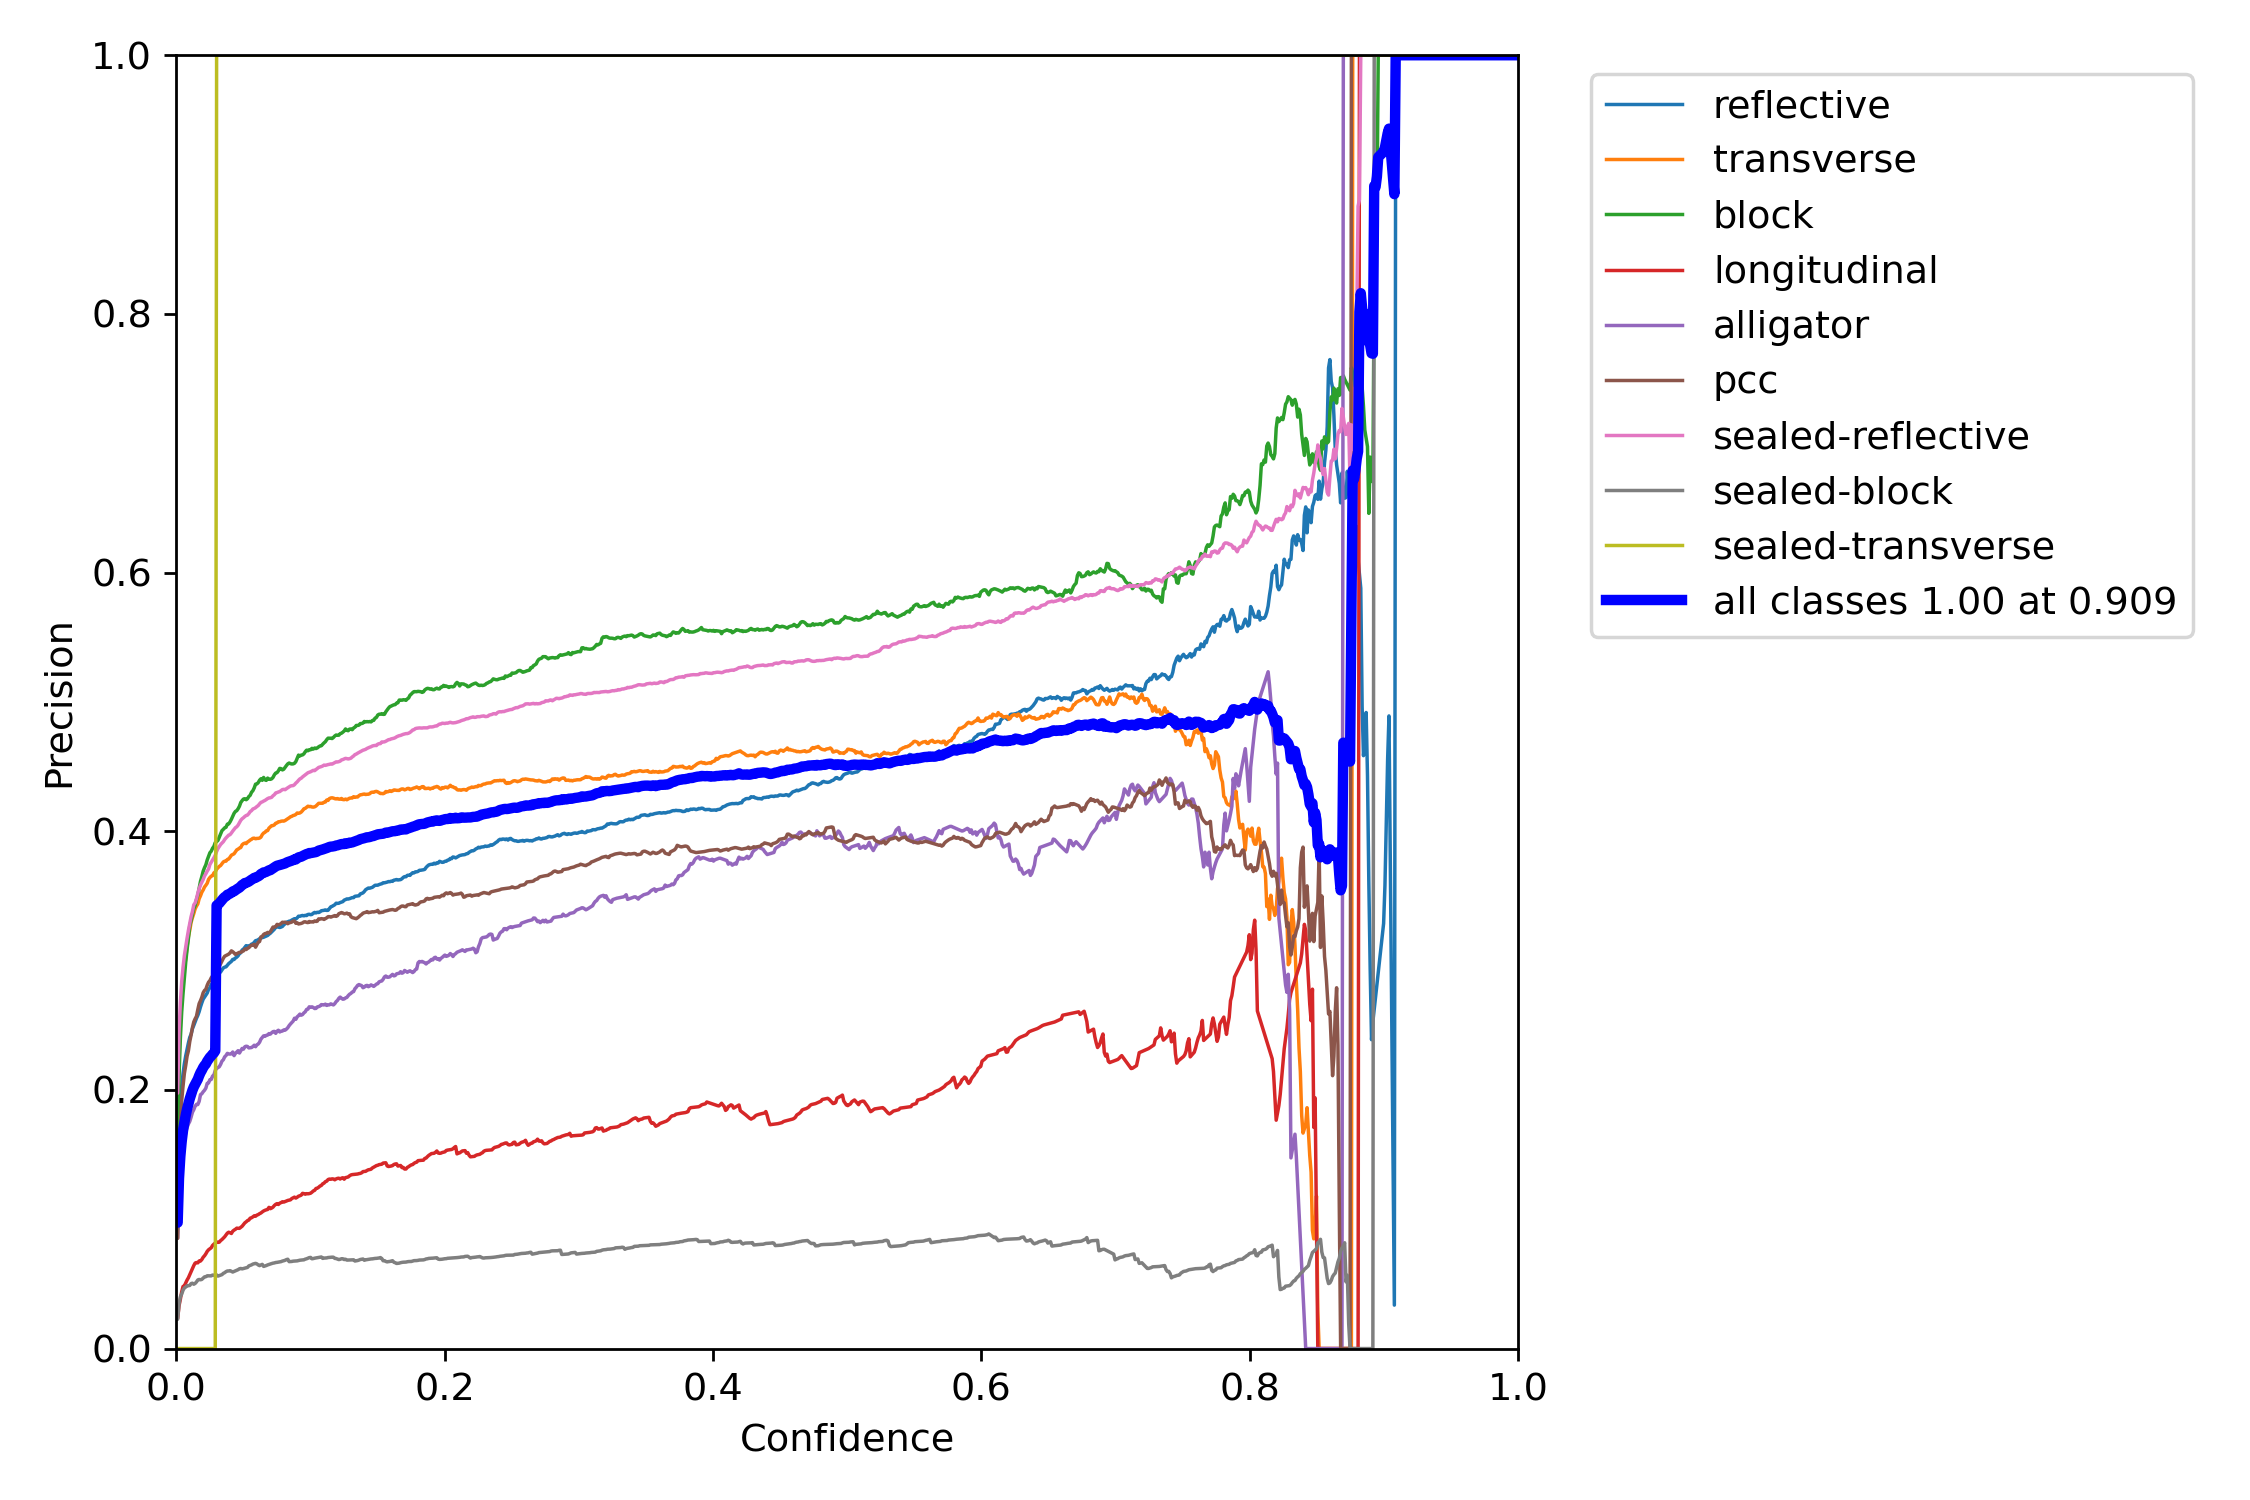 1.0
0.8
0.6
0.4
0.2
0.0
Precision
0.0 0.2 0.4 0.6 0.8 1.0
Confidence
reflective
transverse
block
longitudinal
alligator
pcc
sealed-reflective
sealed-block
sealed-transverse
all classes 1.00 at 0.909